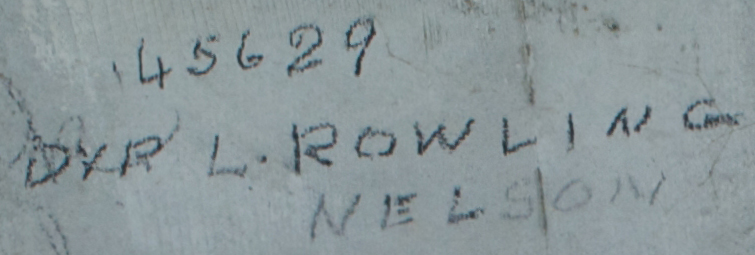 45629
DVR L. ROWLING
NELSON